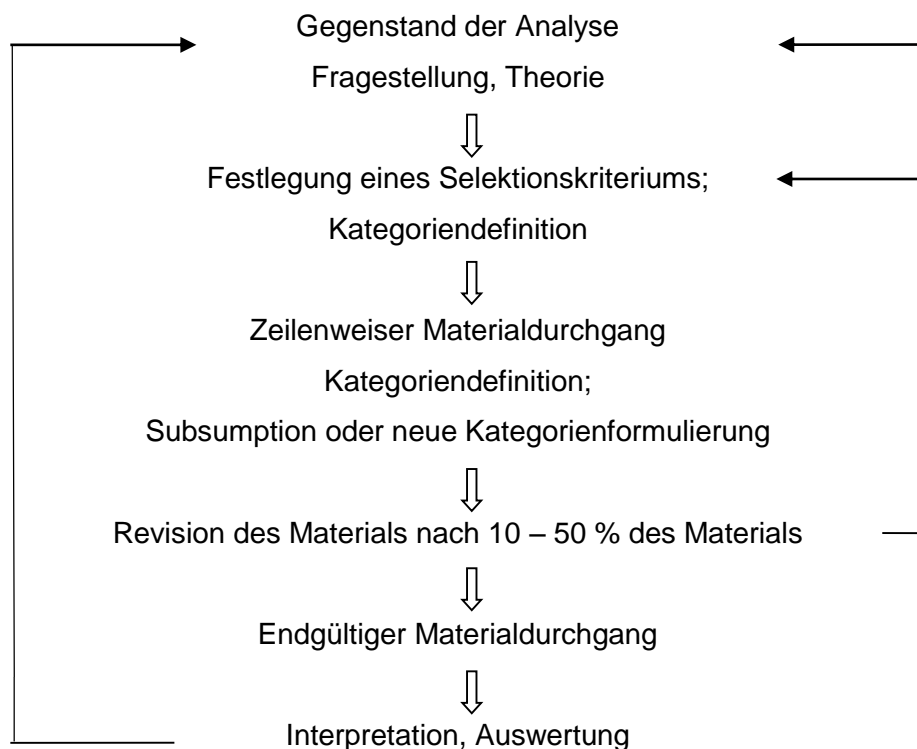 Gegenstand der Analyse
Fragestellung, Theorie
Festlegung eines Selektionskriteriums;
Kategoriendefinition
Zeilenweiser Materialdurchgang
Kategoriendefinition;
Subsumption oder neue Kategorienformulierung
Revision des Materials nach 10 – 50 % des Materials
Endgültiger Materialdurchgang
Interpretation, Auswertung